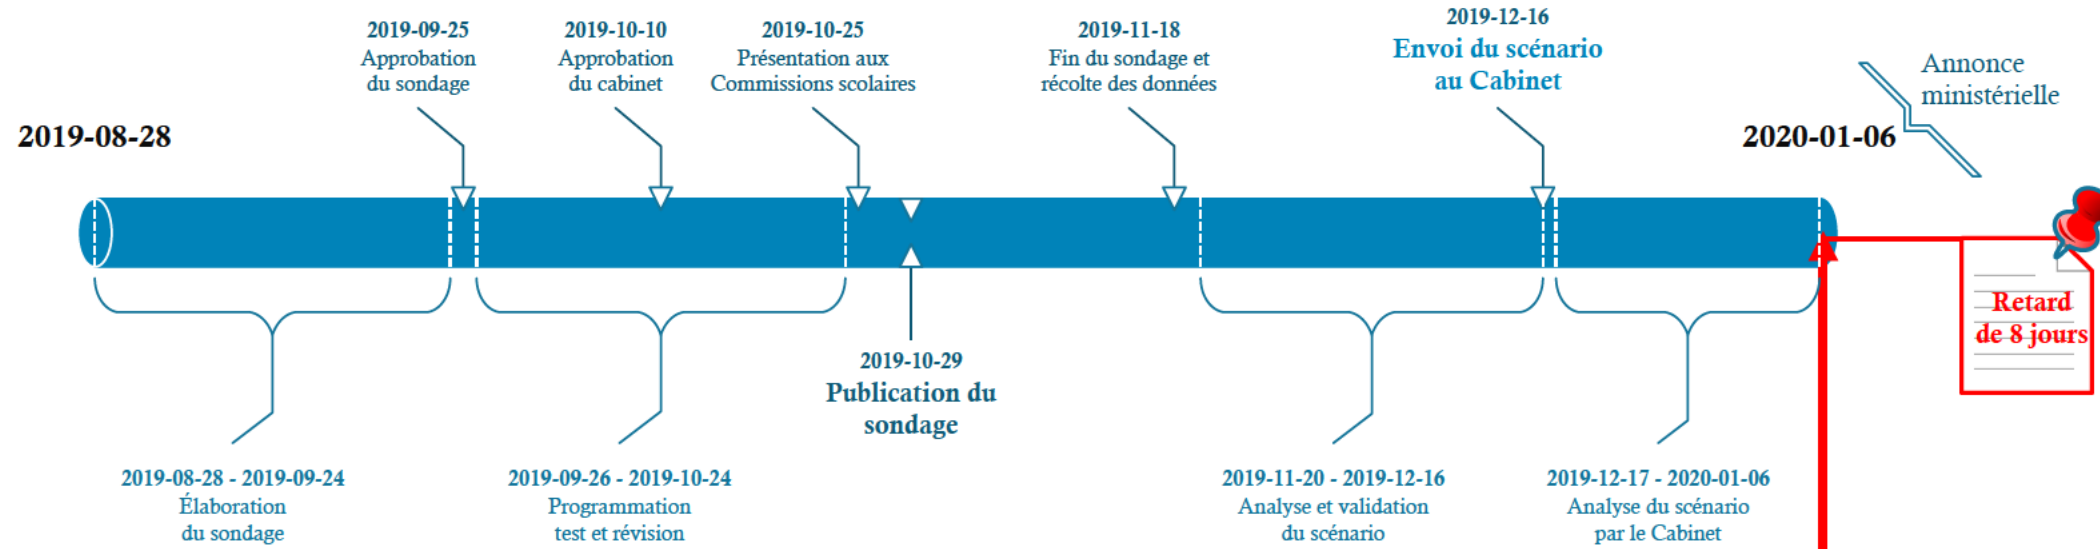 2019-09-25
Approbation
du sondage
2019-10-10
Approbation
du cabinet
2019-10-25
Présentation aux
Commissions scolaires
2019-11-18
Fin du sondage et
récolte des données
2019-12-16
Envoi du scénario
au Cabinet
Annonce
ministérielle
2019-08-28
2020-01-06
Retard
de 8 jours
2019-10-29
Publication du
sondage
2019-08-28 - 2019-09-24
Élaboration
du sondage
2019-09-26 - 2019-10-24
Programmation
test et révision
2019-11-20 - 2019-12-16
Analyse et validation
du scénario
2019-12-17 - 2020-01-06
Analyse du scénario
par le Cabinet